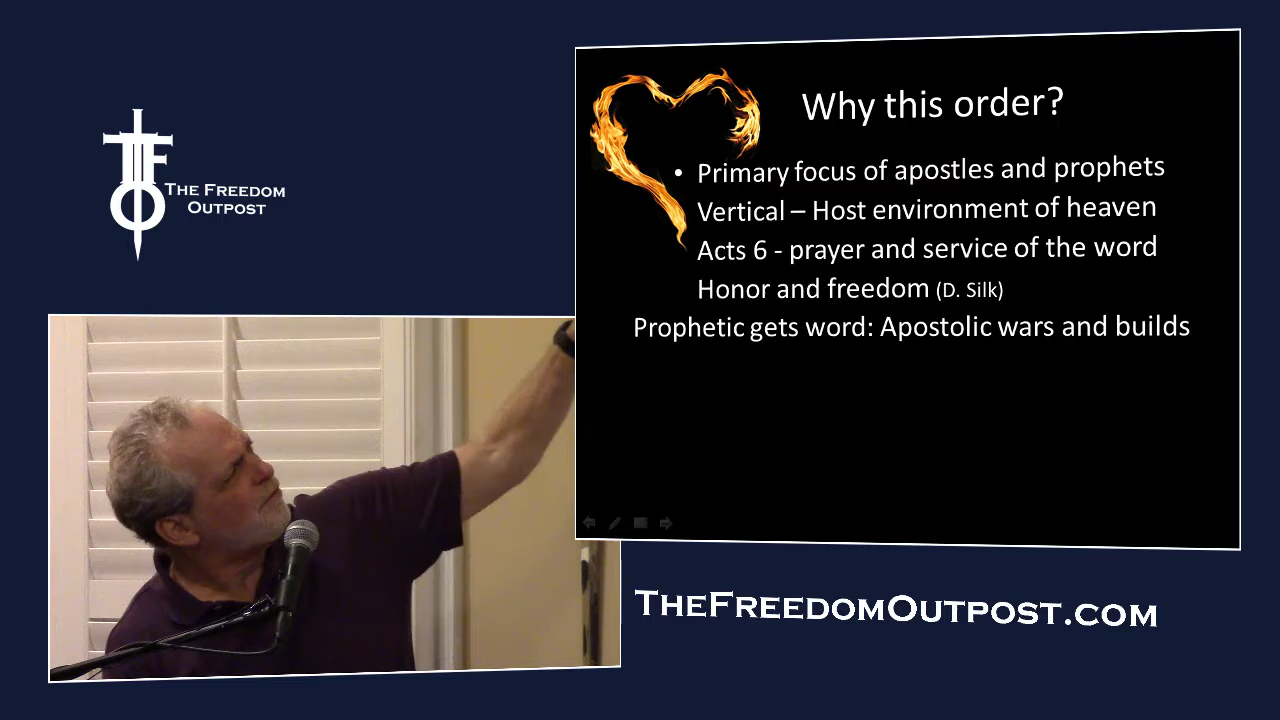 The Freedom
Outpost
Why this order?
• Primary focus of apostles and prophets
Vertical – Host environment of heaven
Acts 6 - prayer and service of the word
Honor and freedom (D. Silk)
Prophetic gets word: Apostolic wars and builds
TheFreedomOutpost.com